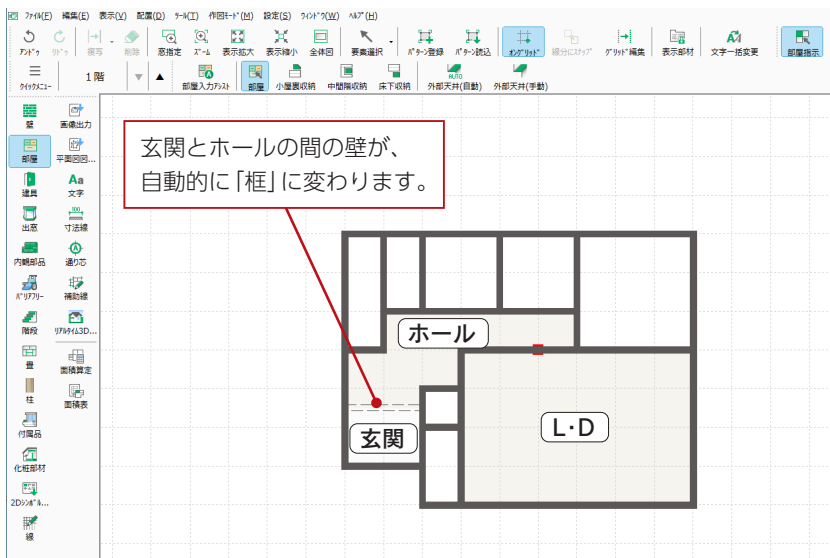 ﾌｧｲﾙ(F) 編集(E) 表示(V) 配置(D) ﾂｰﾙ(T) 作図ﾓｰﾄﾞ(M) 設定(S) ｳｨﾝﾄﾞｳ(W) ﾍﾙﾌﾟ(H)
ｱﾝﾄﾞｩ ﾘﾄﾞｩ 複写 削除 窓指定 ｽﾞｰﾑ 表示拡大 表示縮小 全体図 要素選択 ﾊﾟﾀｰﾝ登録 ﾊﾟﾀｰﾝ読込 ｵﾝｸﾞﾘｯﾄﾞ 線分にｽﾅｯﾌﾟ ｸﾞﾘｯﾄﾞ編集 表示部材 文字一括変更 部屋指示
ｸｲｯｸﾒﾆｭｰ 1 階 部屋入力ｱｼｽﾄ 部屋 小屋裏収納 中間階収納 床下収納 AUTO 外部天井(自動) 外部天井(手動)
壁 画像出力
部屋 平面図図...
建具 Aa 文字
出窓 100 寸法線
内観部品 通り芯
ﾊﾞﾘｱﾌﾘｰ 補助線
階段 ﾘｱﾙﾀｲﾑ3D...
畳 面積算定
柱 面積表
付属品
化粧部材
2Dｼﾝﾎﾞﾙ...
線
玄関とホールの間の壁が、
自動的に「框」に変わります。
ホール
玄関
L・D